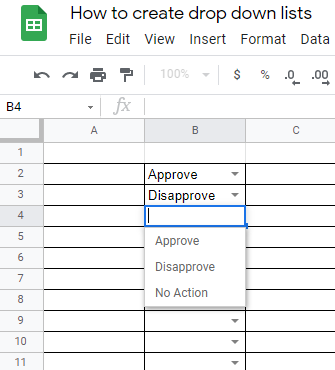 How to create drop down lists
File Edit View Insert Format Data
100% $ % .0 .00
B4 fx
A B C
1
2 Approve
3 Disapprove
4
5 Approve
6
7 Disapprove
8 No Action
9
10
11